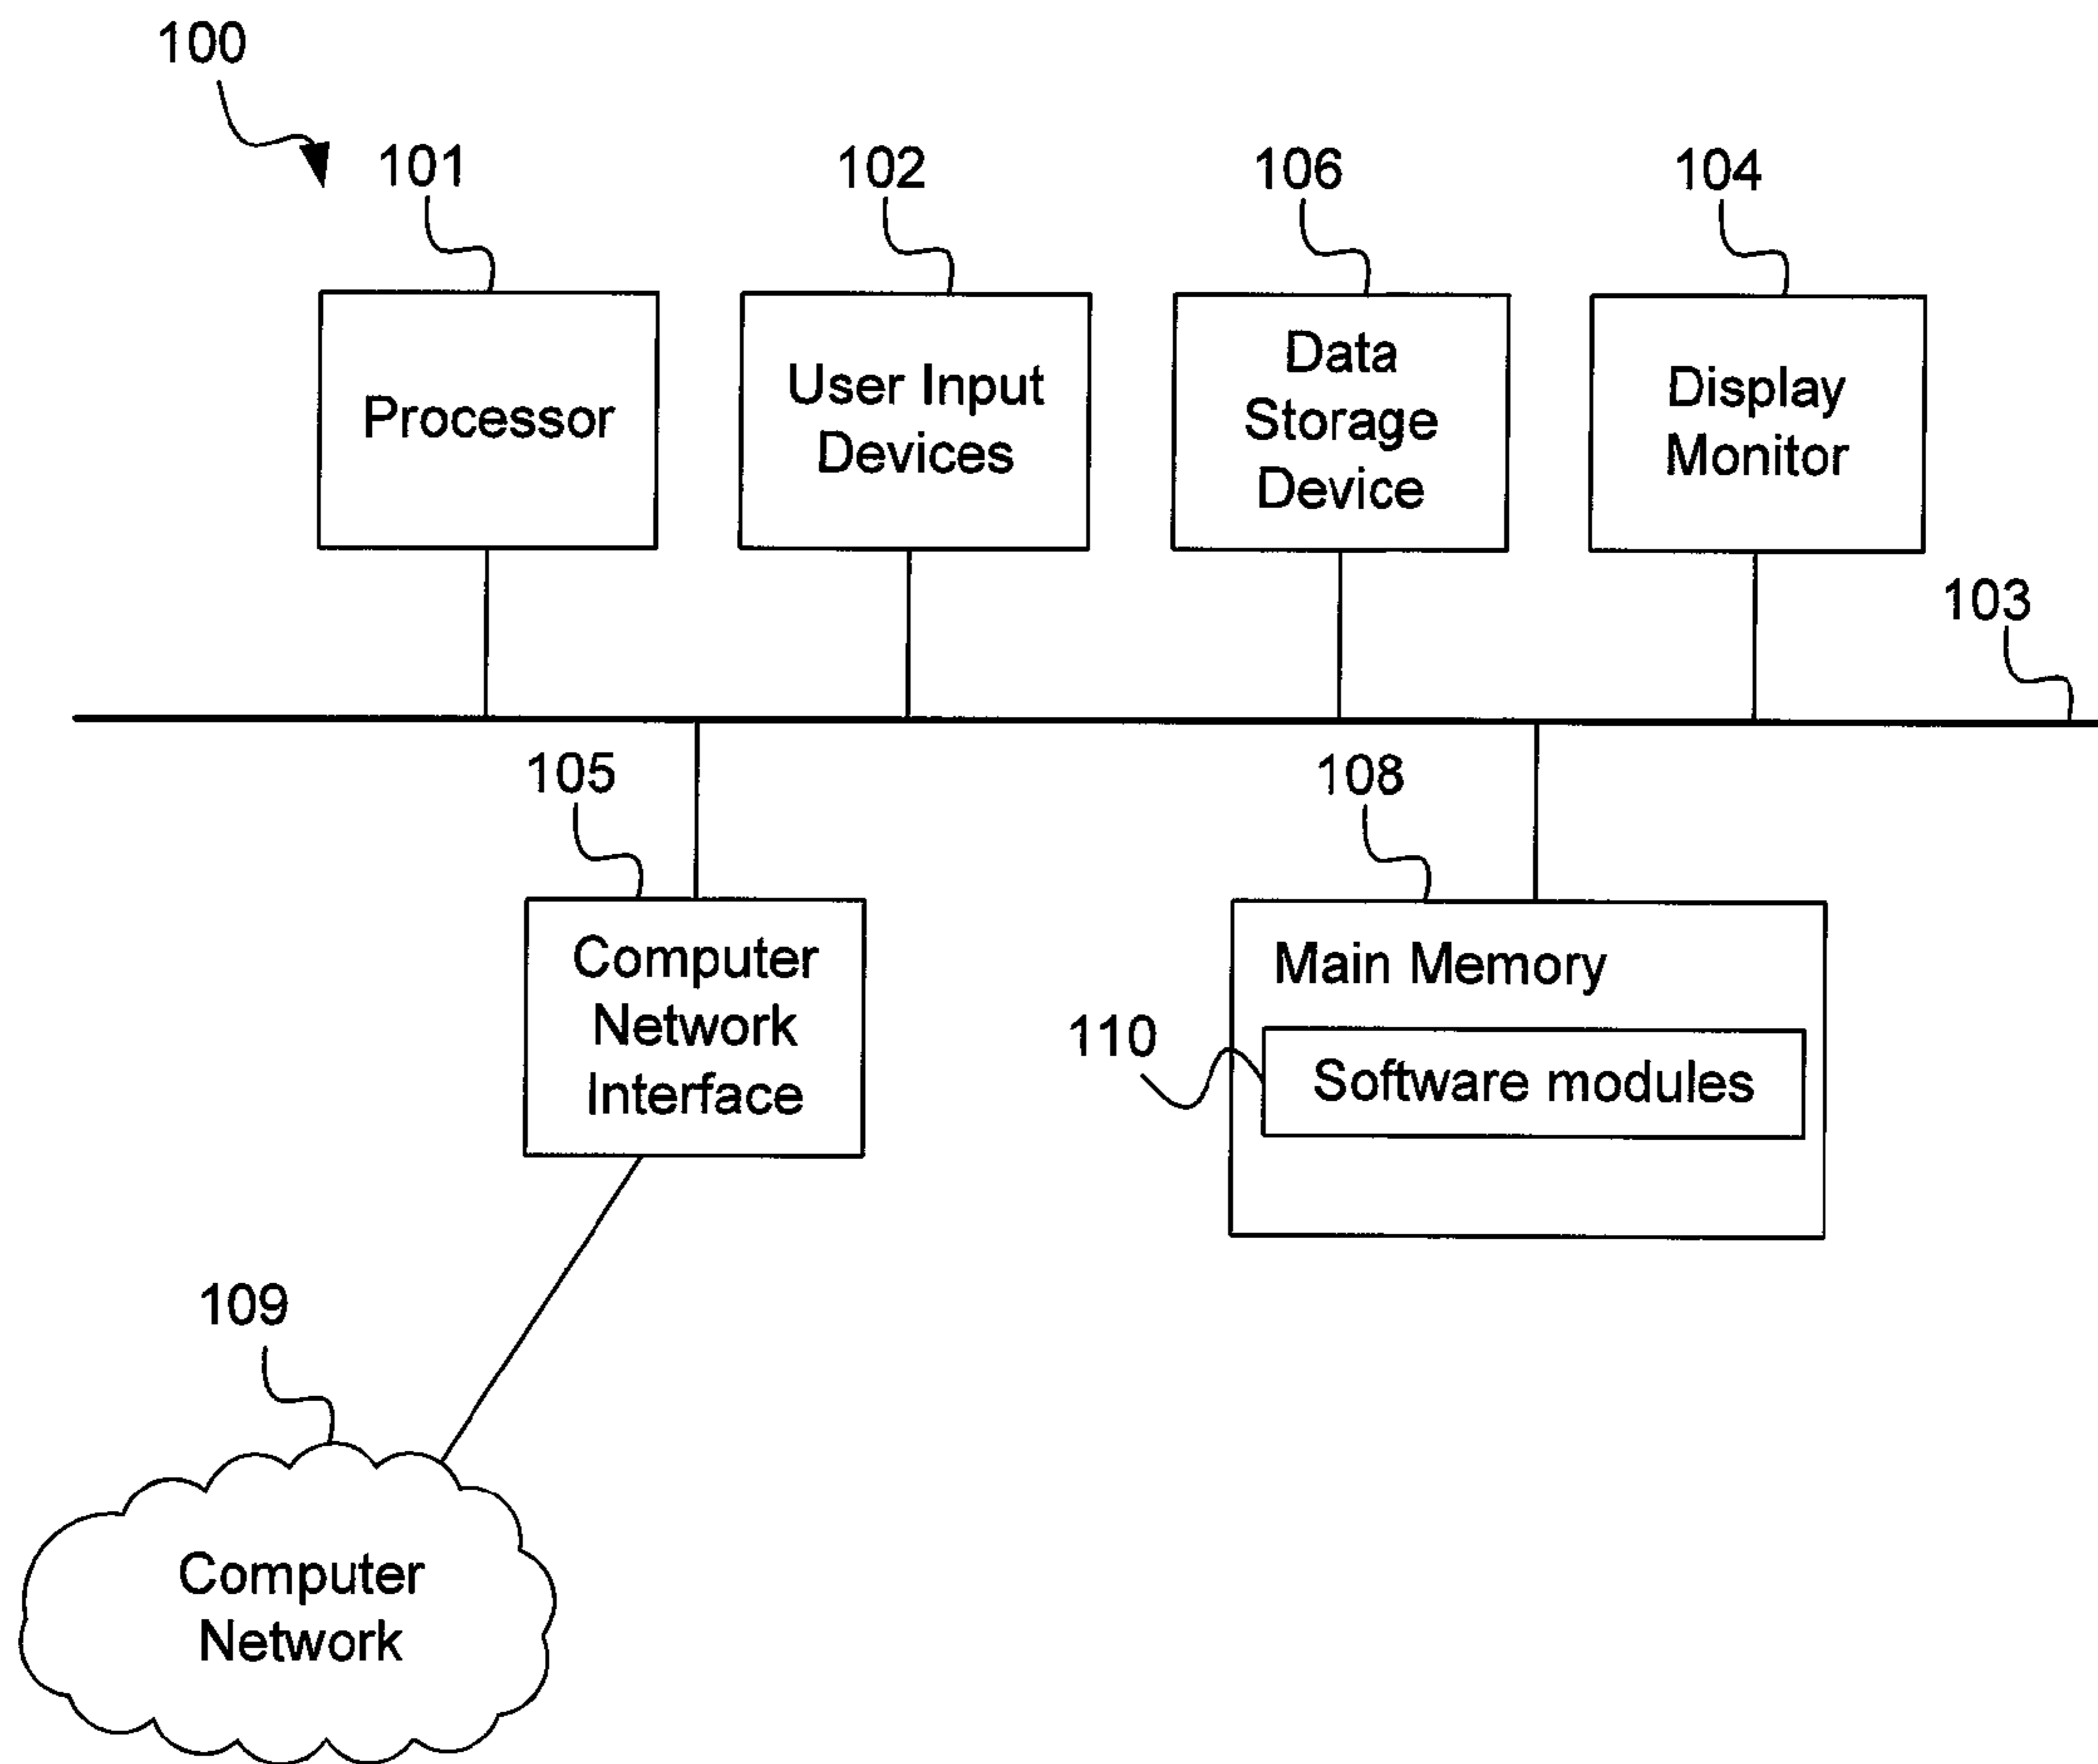 100
101
102
106
104
Processor
User Input
Devices
Data
Storage
Device
Display
Monitor
103
105
108
Computer
Network
Interface
Main Memory
110
Software modules
109
Computer
Network